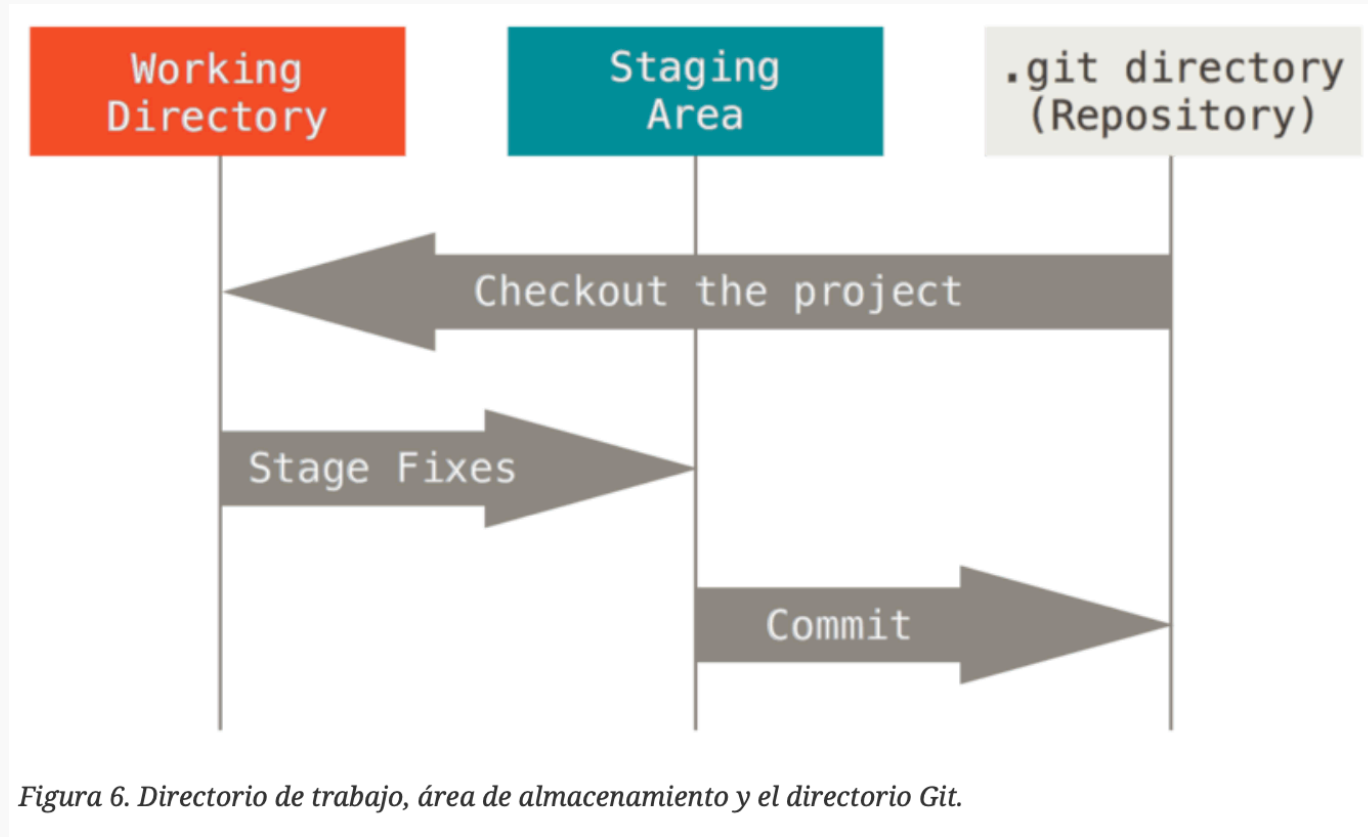 Working
Directory
Staging
Area
.git directory
(Repository)
Checkout the project
Stage Fixes
Commit
Figura 6. Directorio de trabajo, área de almacenamiento y el directorio Git.